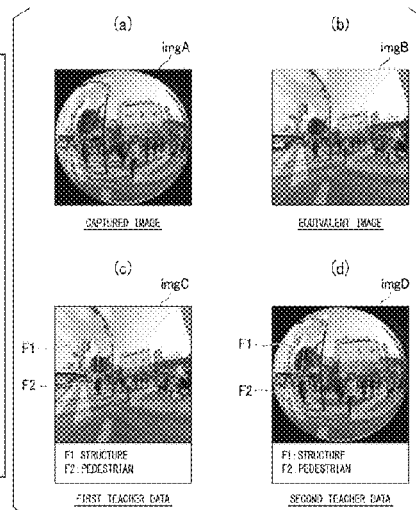 (a)
imgA
CAPTURED IMAGE
(b)
imgB
EQUIVALENT IMAGE
(c)
imgC
F1
F2
F1:STRUCTURE
F2:PEDESTRIAN
FIRST TEACHER DATA
(d)
imgD
F1
F2
F1:STRUCTURE
F2:PEDESTRIAN
SECOND TEACHER DATA